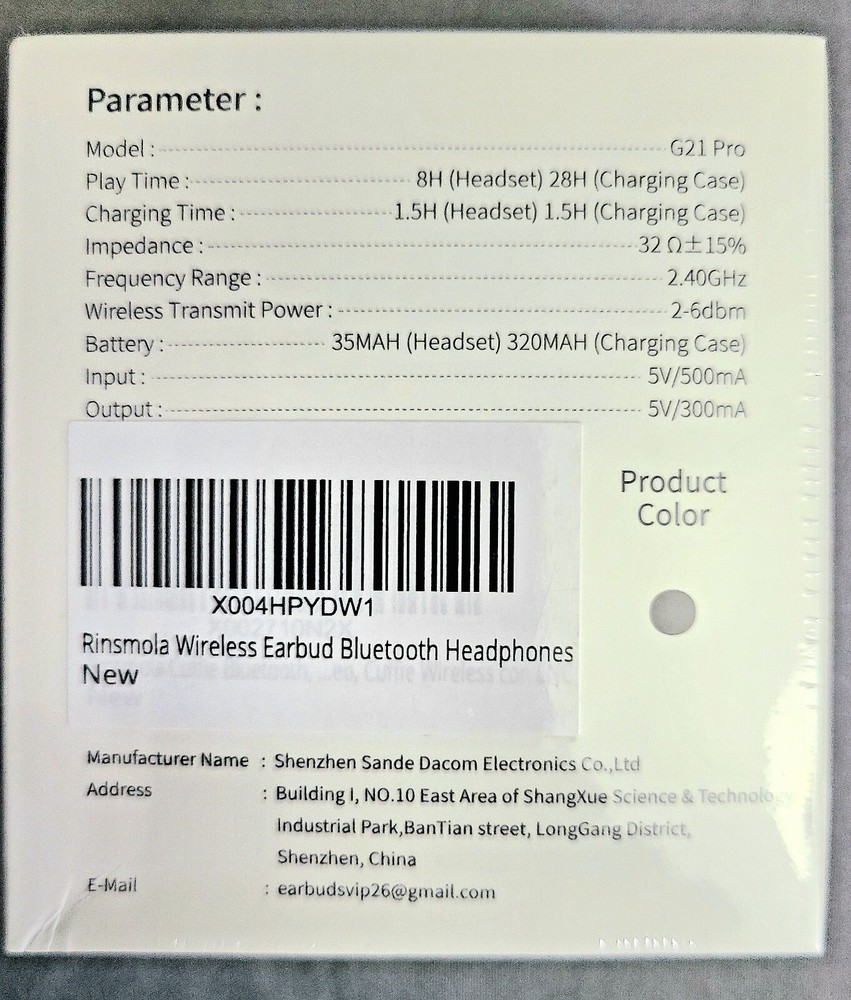 Parameter :
Model : G21 Pro
Play Time : 8H (Headset) 28H (Charging Case)
Charging Time : 1.5H (Headset) 1.5H (Charging Case)
Impedance : 32 Ω±15%
Frequency Range : 2.40GHz
Wireless Transmit Power : 2-6dbm
Battery : 35MAH (Headset) 320MAH (Charging Case)
Input : 5V/500mA
Output : 5V/300mA
Product
Color
X004HPYDW1
Rinsmola Wireless Earbud Bluetooth Headphones
New
Manufacturer Name : Shenzhen Sande Dacom Electronics Co.,Ltd
Address : Building I, NO.10 East Area of ShangXue Science & Technology
Industrial Park,BanTian street, LongGang District,
Shenzhen, China
E-Mail : earbudsvip26@gmail.com